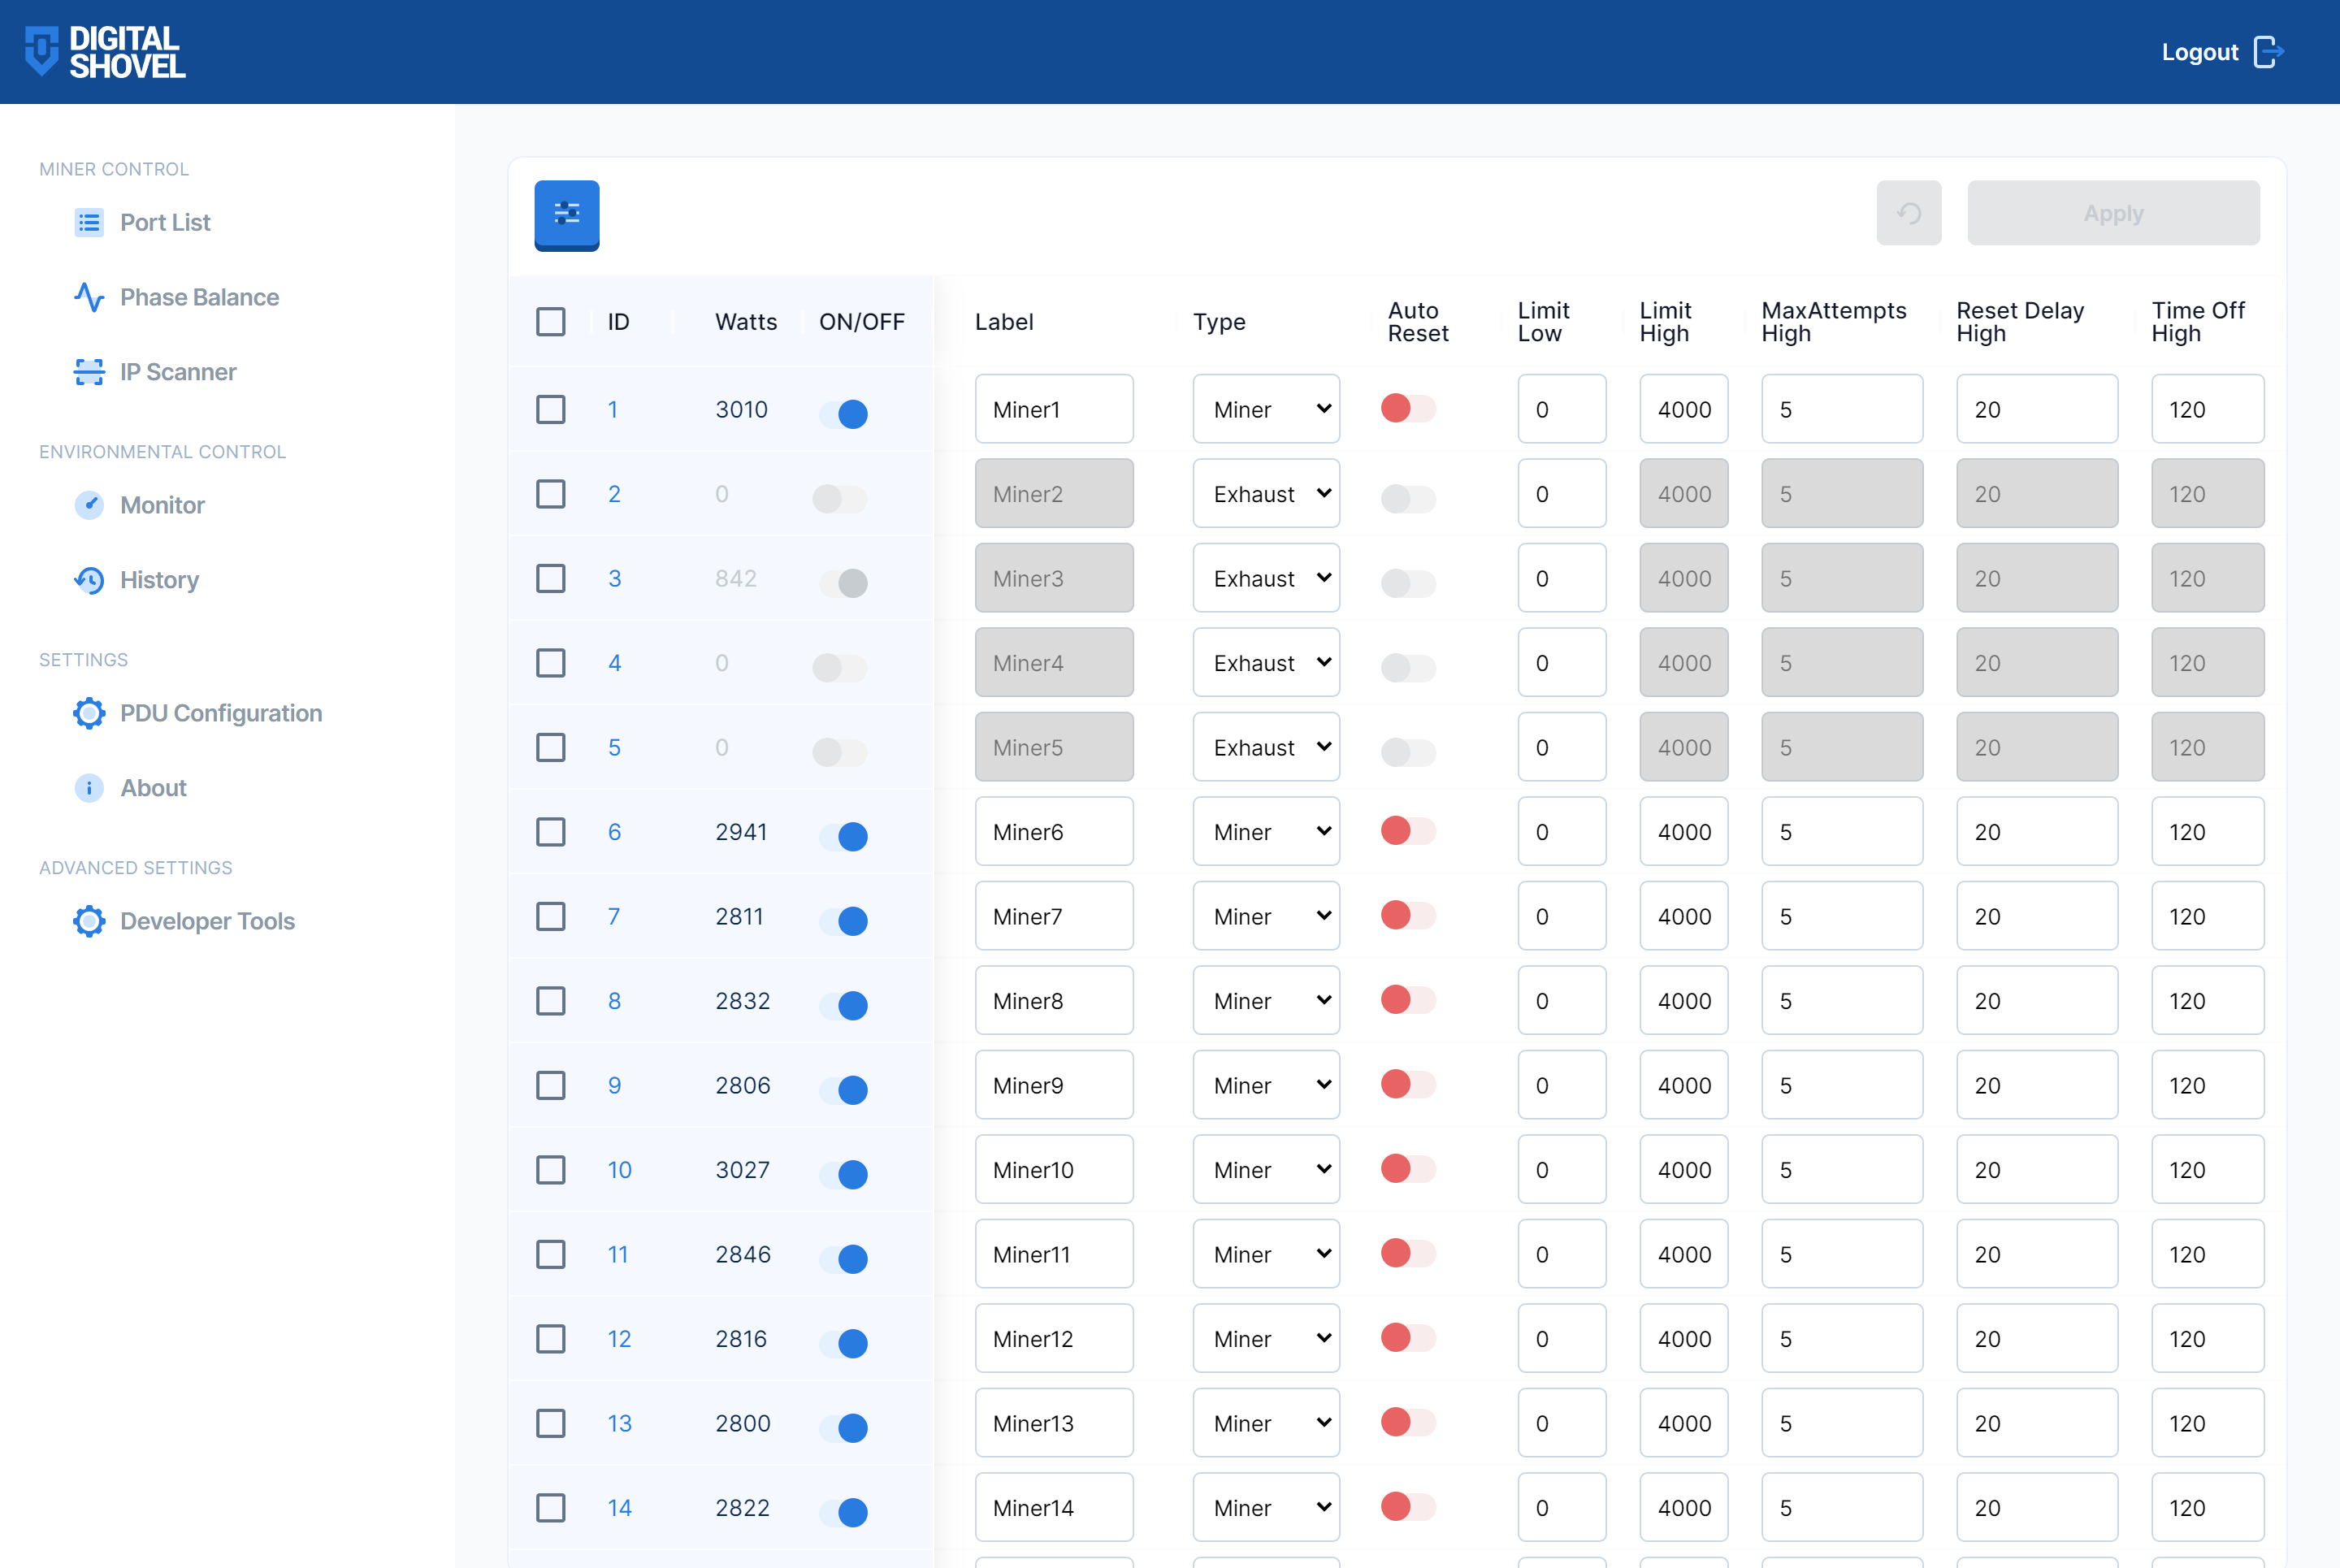 DIGITAL
SHOVEL
Logout
MINER CONTROL
Port List
Phase Balance
IP Scanner
ENVIRONMENTAL CONTROL
Monitor
History
SETTINGS
PDU Configuration
About
ADVANCED SETTINGS
Developer Tools
Apply
ID Watts ON/OFF Label Type Auto Reset Limit Low Limit High MaxAttempts High Reset Delay High Time Off High
1 3010 Miner1 Miner 0 4000 5 20 120
2 0 Miner2 Exhaust 0 4000 5 20 120
3 842 Miner3 Exhaust 0 4000 5 20 120
4 0 Miner4 Exhaust 0 4000 5 20 120
5 0 Miner5 Exhaust 0 4000 5 20 120
6 2941 Miner6 Miner 0 4000 5 20 120
7 2811 Miner7 Miner 0 4000 5 20 120
8 2832 Miner8 Miner 0 4000 5 20 120
9 2806 Miner9 Miner 0 4000 5 20 120
10 3027 Miner10 Miner 0 4000 5 20 120
11 2846 Miner11 Miner 0 4000 5 20 120
12 2816 Miner12 Miner 0 4000 5 20 120
13 2800 Miner13 Miner 0 4000 5 20 120
14 2822 Miner14 Miner 0 4000 5 20 120